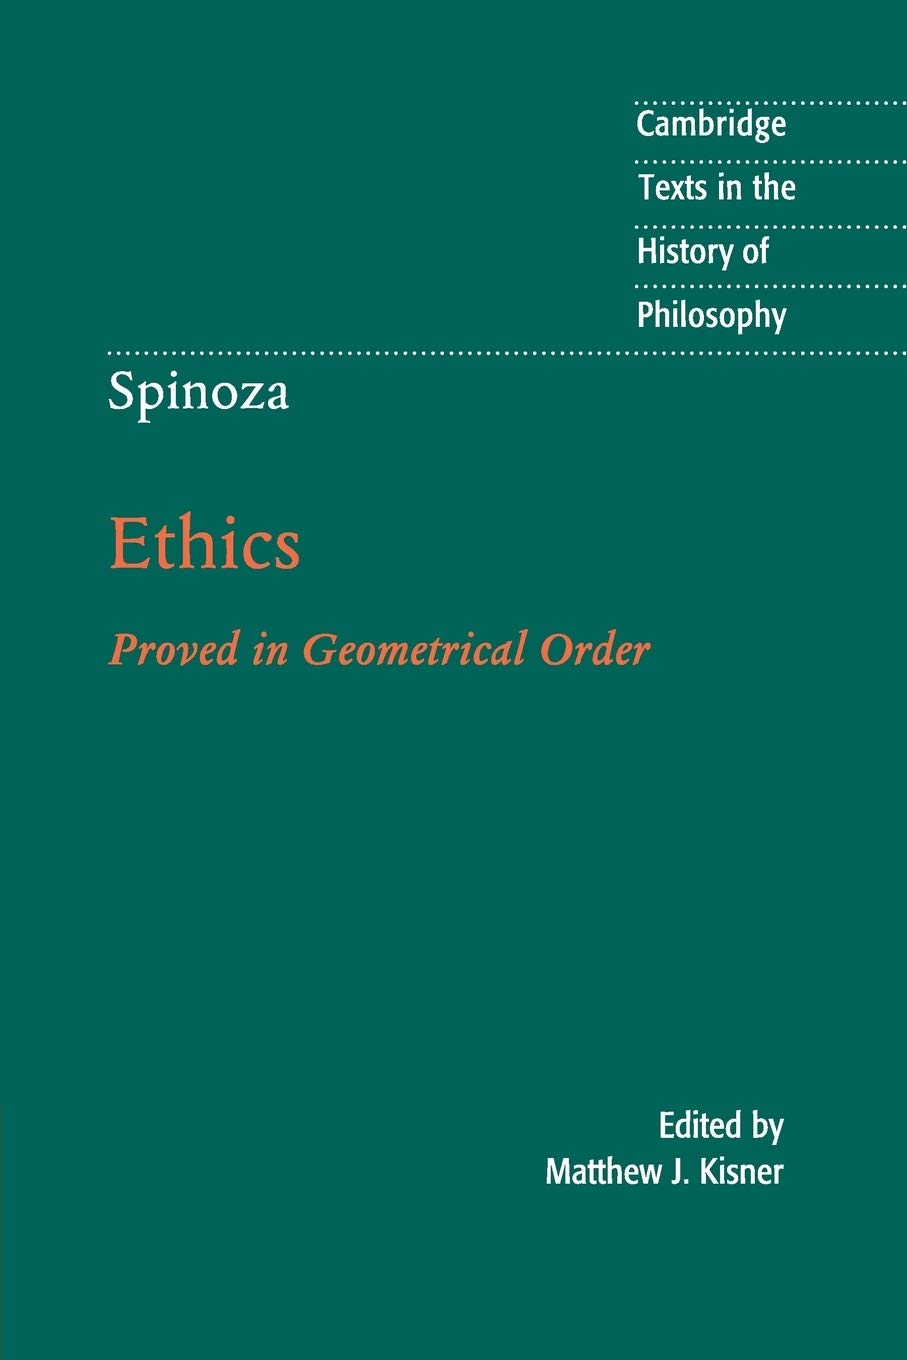 Cambridge
Texts in the
History of
Philosophy
Spinoza
Ethics
Proved in Geometrical Order
Edited by
Matthew J. Kisner